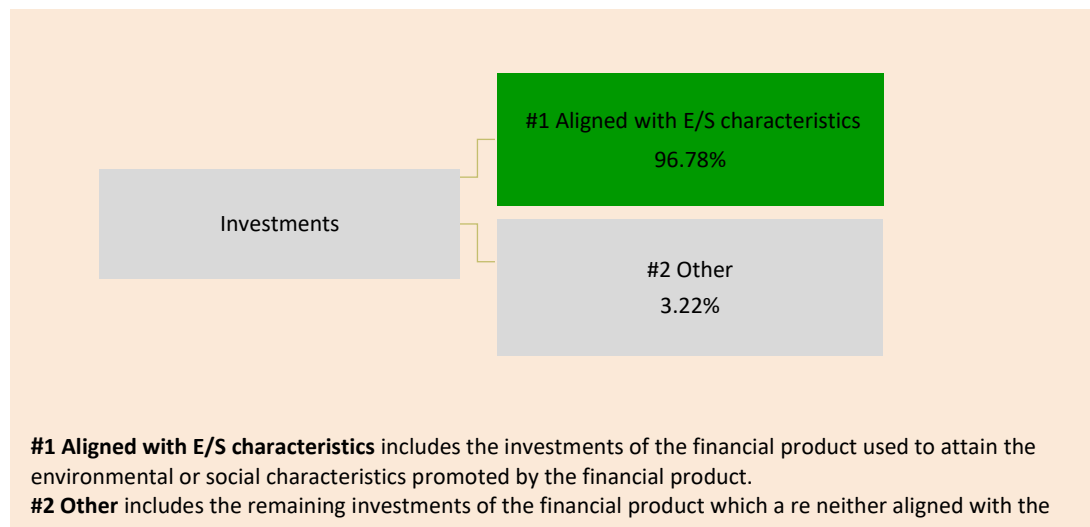 #1 Aligned with E/S characteristics
96.78%
Investments
#2 Other
3.22%
#1 Aligned with E/S characteristics includes the investments of the financial product used to attain the
environmental or social characteristics promoted by the financial product.
#2 Other includes the remaining investments of the financial product which a re neither aligned with the